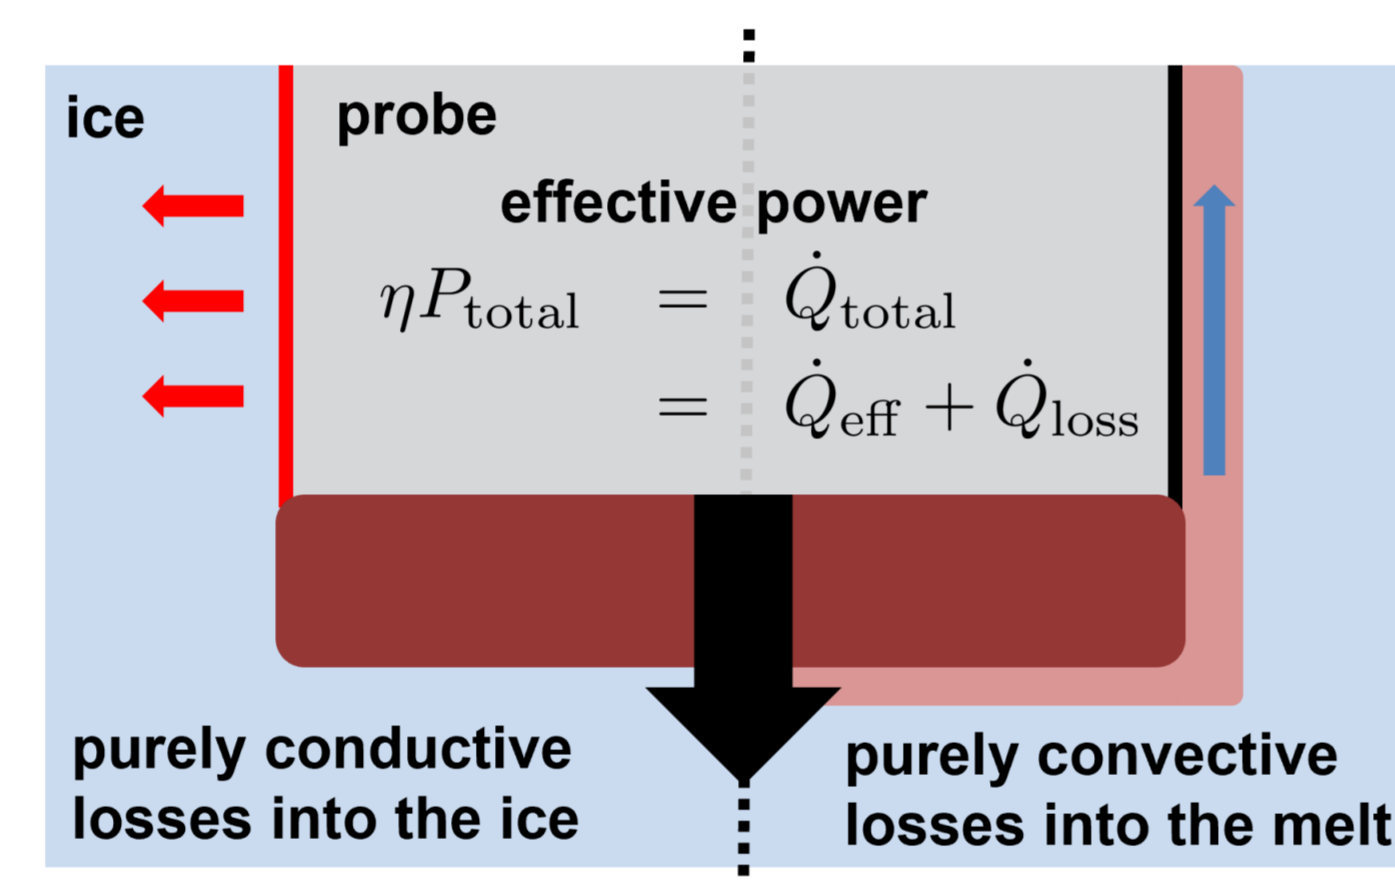 ice
probe
effective power
ηP_total = Q̇_total
= Q̇_eff + Q̇_loss
purely conductive
losses into the ice
purely convective
losses into the melt